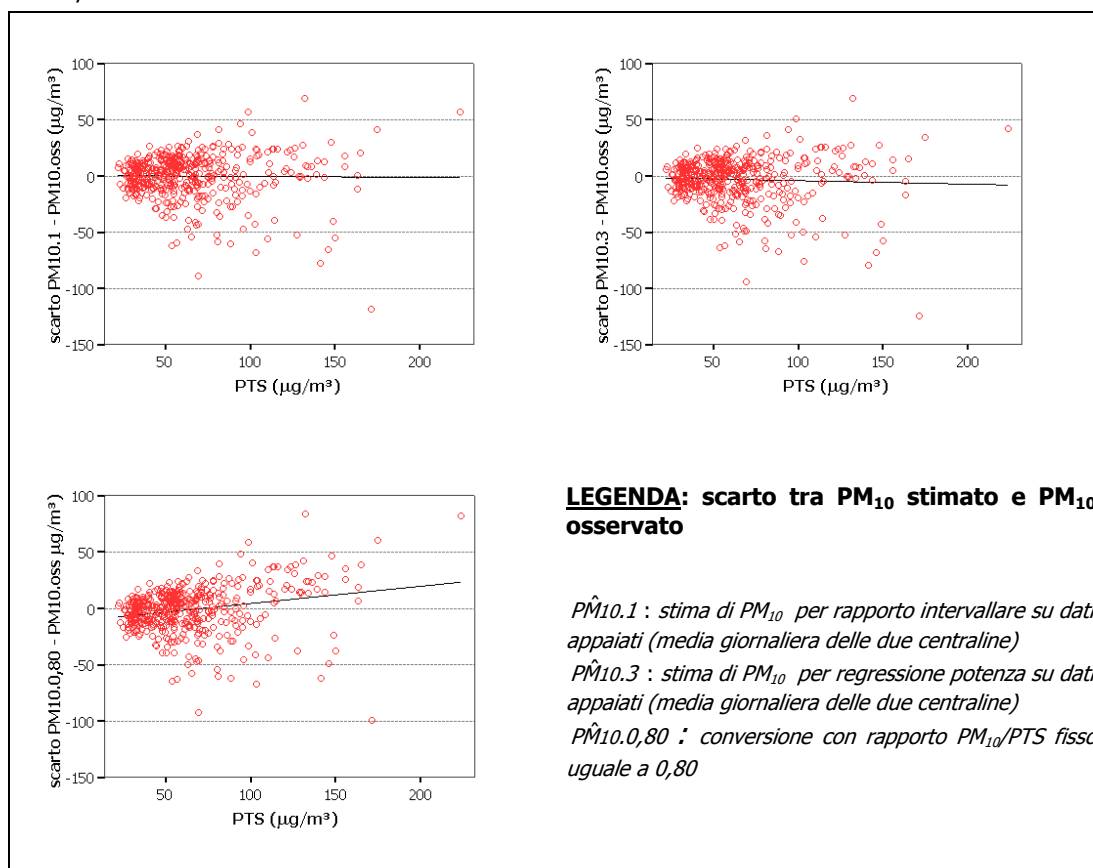 100
50
0
-50
-100
-150
scarto PM10.1 - PM10.oss (µg/m³)
50
100
150
200
PTS (µg/m³)
100
50
0
-50
-100
-150
scarto PM10.3 - PM10.oss (µg/m³)
50
100
150
200
PTS (µg/m³)
100
50
0
-50
-100
-150
scarto PM10.0,80 - PM10.oss µg/m³)
50
100
150
200
PTS (µg/m³)
LEGENDA: scarto tra PM₁₀ stimato e PM₁₀
osservato
PM̂10.1 : stima di PM₁₀ per rapporto intervallare su dati
appaiati (media giornaliera delle due centraline)
PM̂10.3 : stima di PM₁₀ per regressione potenza su dati
appaiati (media giornaliera delle due centraline)
PM̂10.0,80 : conversione con rapporto PM₁₀/PTS fisso
uguale a 0,80